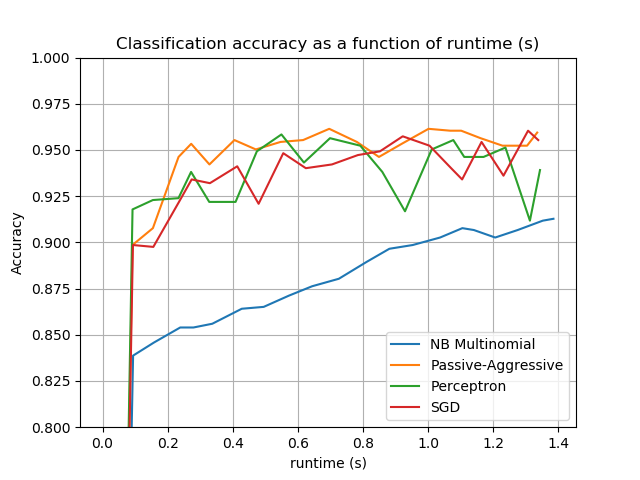 Classification accuracy as a function of runtime (s)
1.000
0.975
0.950
0.925
0.900
0.875
0.850
0.825
0.800
Accuracy
0.0 0.2 0.4 0.6 0.8 1.0 1.2 1.4
runtime (s)
NB Multinomial
Passive-Aggressive
Perceptron
SGD